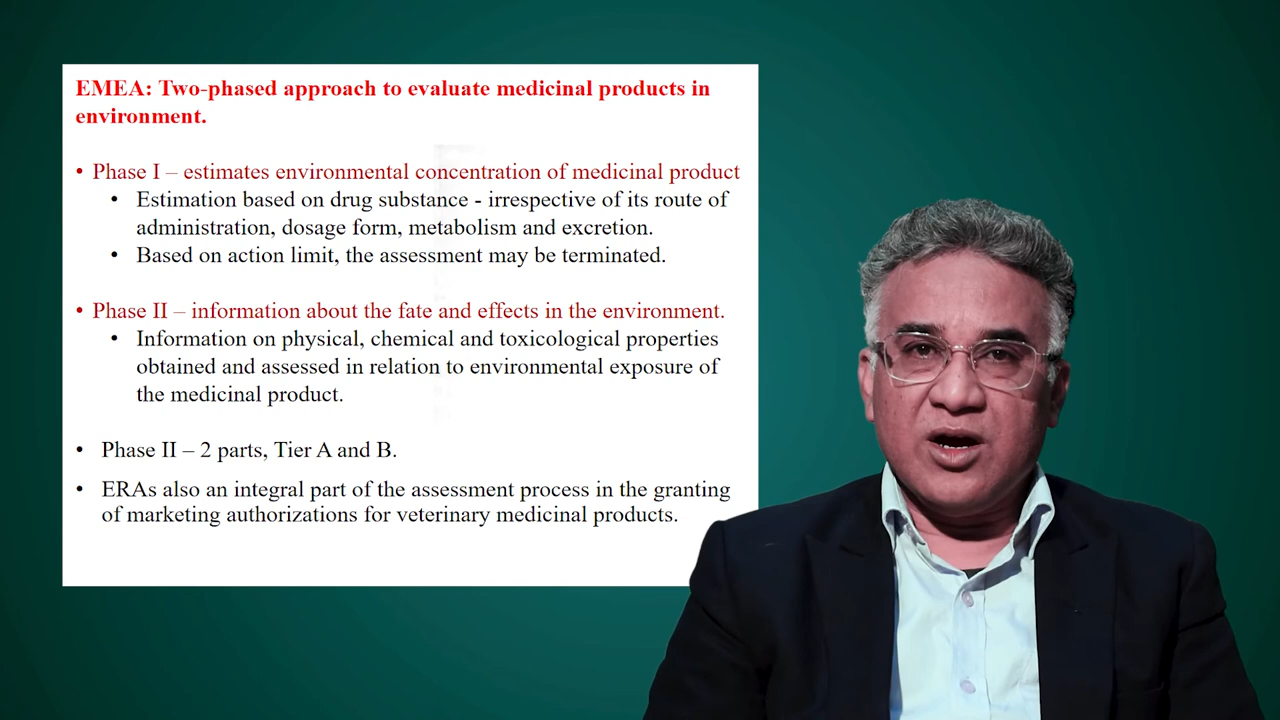 EMEA: Two-phased approach to evaluate medicinal products in
environment.
• Phase I – estimates environmental concentration of medicinal product
• Estimation based on drug substance - irrespective of its route of
administration, dosage form, metabolism and excretion.
• Based on action limit, the assessment may be terminated.
• Phase II – information about the fate and effects in the environment.
• Information on physical, chemical and toxicological properties
obtained and assessed in relation to environmental exposure of
the medicinal product.
• Phase II – 2 parts, Tier A and B.
• ERAs also an integral part of the assessment process in the granting
of marketing authorizations for veterinary medicinal products.